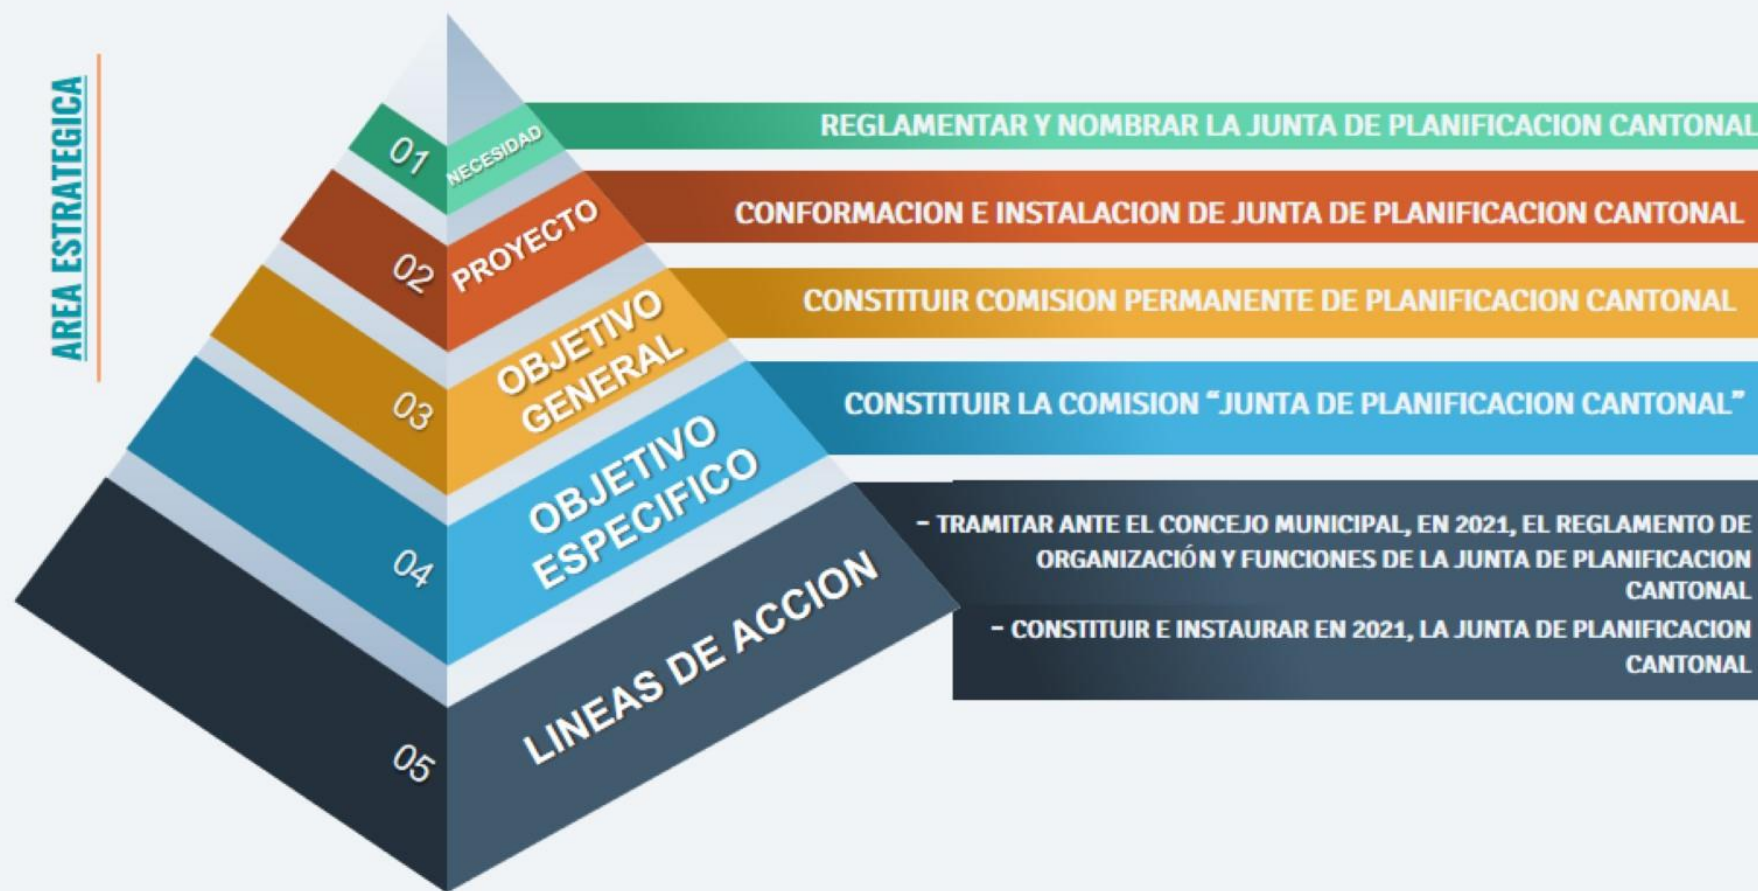 AREA ESTRATEGICA
01
NECESIDAD
REGLAMENTAR Y NOMBRAR LA JUNTA DE PLANIFICACION CANTONAL
02
PROYECTO
CONFORMACION E INSTALACION DE JUNTA DE PLANIFICACION CANTONAL
03
OBJETIVO
GENERAL
CONSTITUIR COMISION PERMANENTE DE PLANIFICACION CANTONAL
04
OBJETIVO
ESPECIFICO
CONSTITUIR LA COMISION “JUNTA DE PLANIFICACION CANTONAL”
05
LINEAS DE ACCION
- TRAMITAR ANTE EL CONCEJO MUNICIPAL, EN 2021, EL REGLAMENTO DE
ORGANIZACIÓN Y FUNCIONES DE LA JUNTA DE PLANIFICACION
CANTONAL
- CONSTITUIR E INSTAURAR EN 2021, LA JUNTA DE PLANIFICACION
CANTONAL